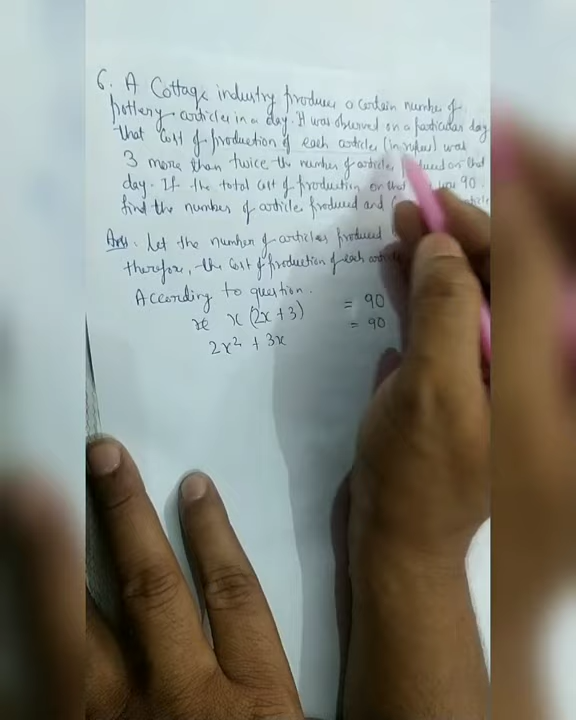 6. A Cottage industry produces a certain number of
pottery articles in a day. It was observed on a particular day
that cost of production of each article (in rupees) was
3 more than twice the number of articles on that
day. If the total cost of production on that 90.
find the number of articles produced and
Ans. Let the number of articles produced
therefore, the cost of production of each
According to question.
x (2x+3) = 90
2x² + 3x = 90